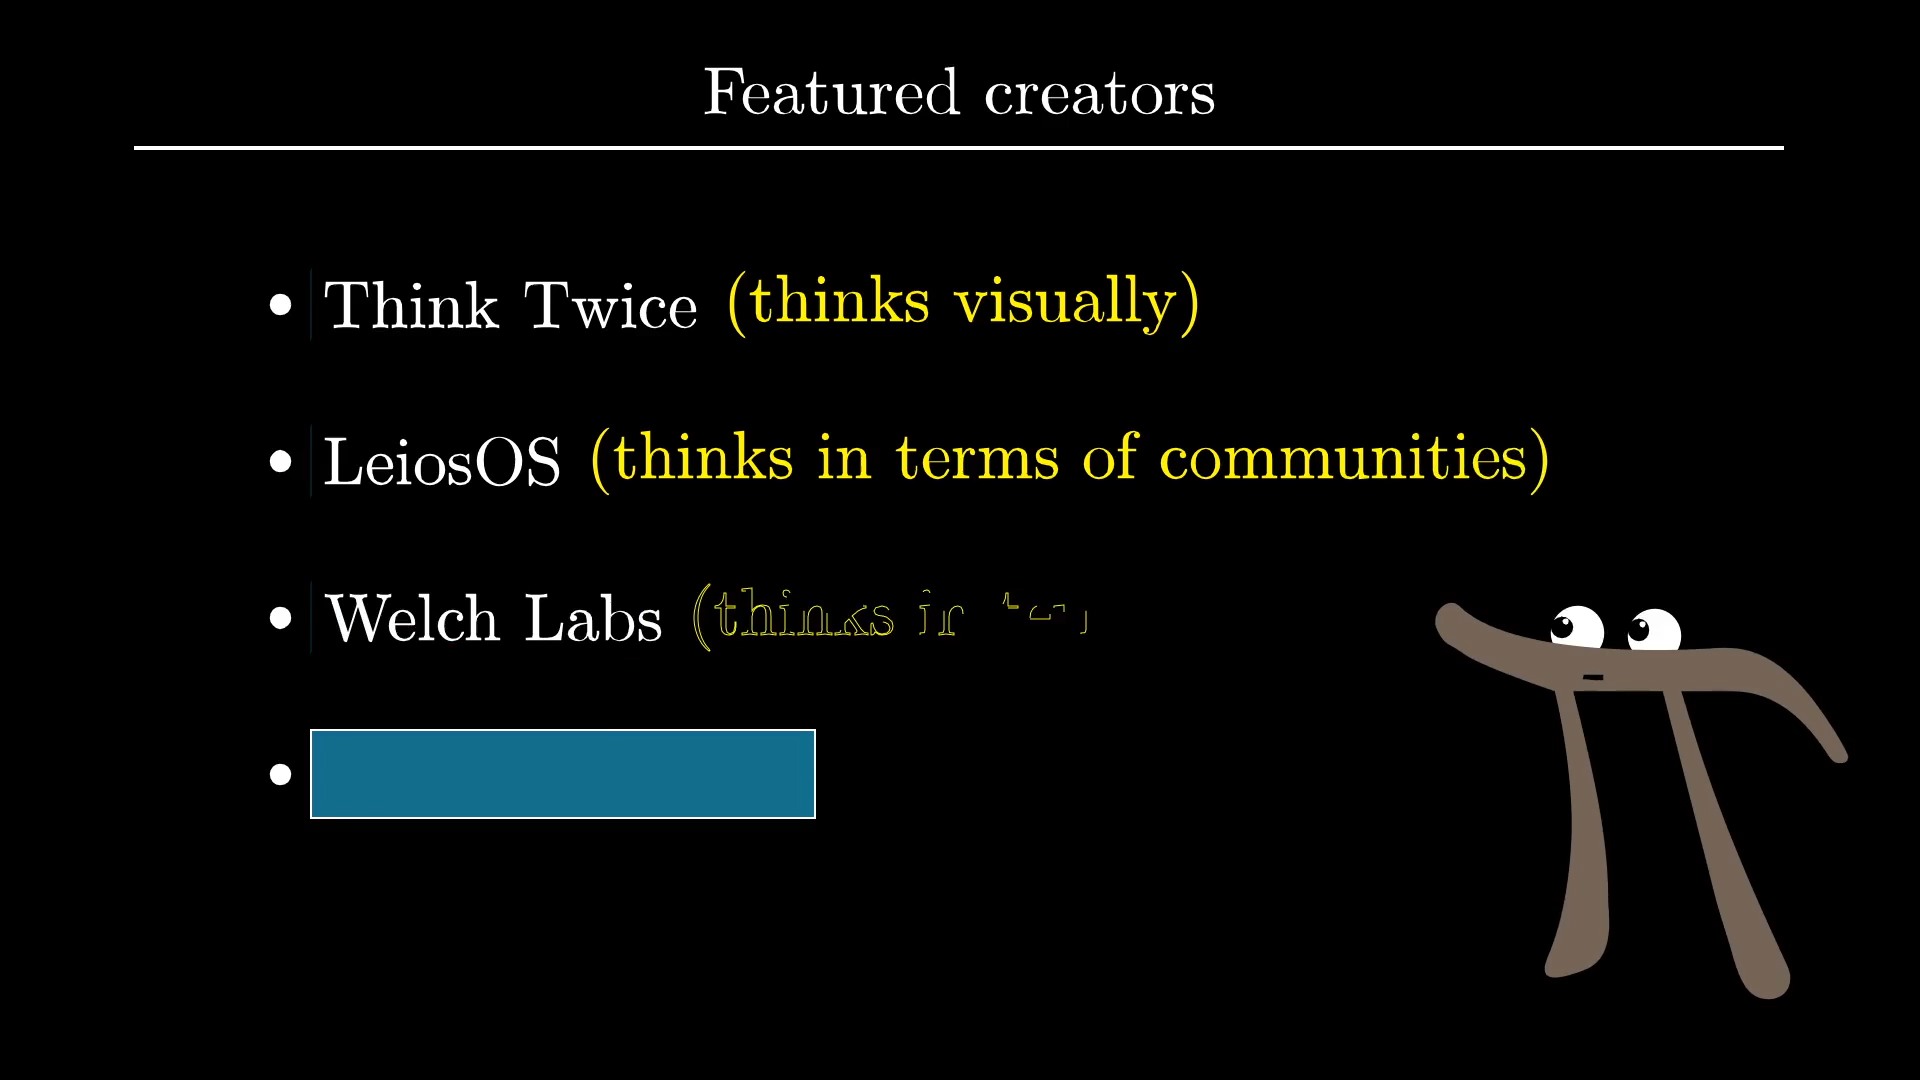 Featured creators
• Think Twice (thinks visually)
• LeiosOS (thinks in terms of communities)
• Welch Labs (thinks in
•